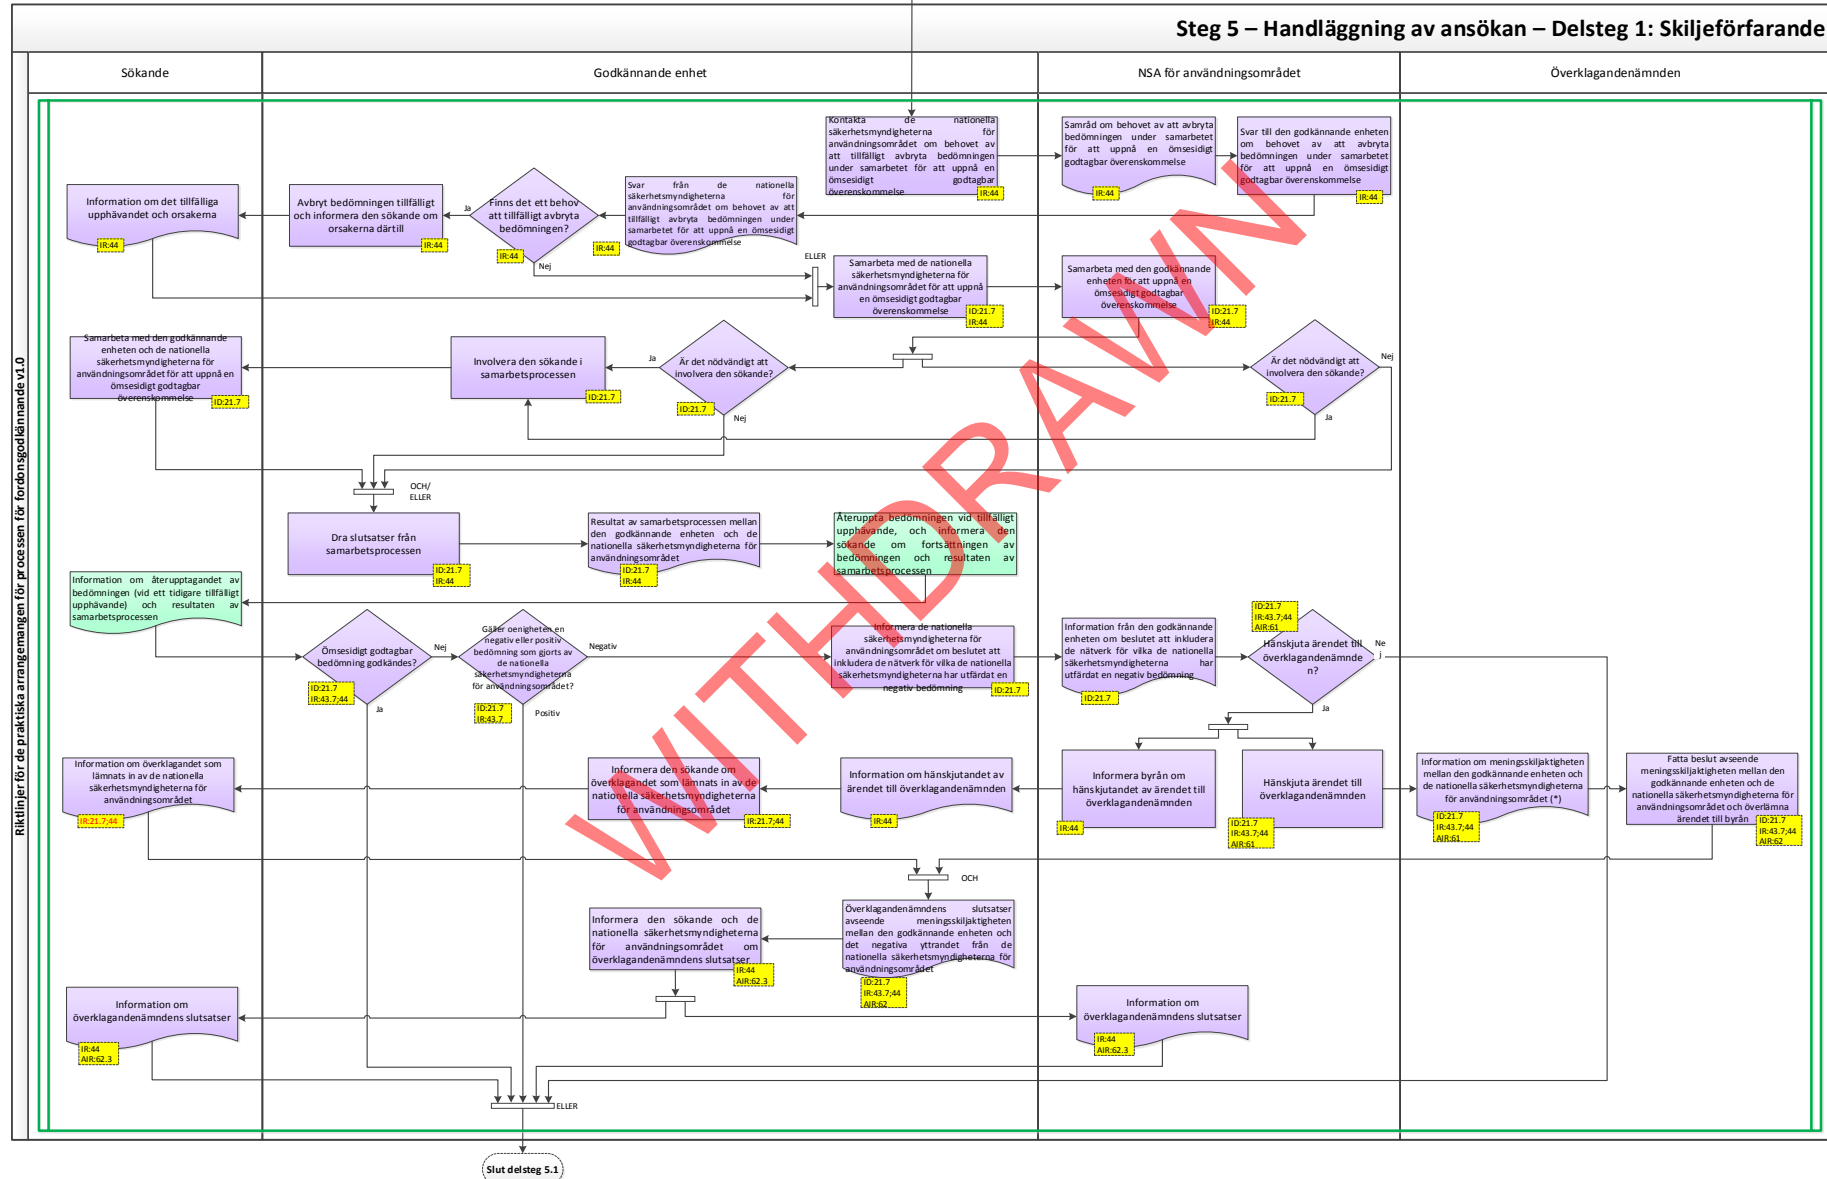 Steg 5 – Handläggning av ansökan – Delsteg 1: Skiljeförfarande
Riktlinjer för de praktiska arrangemangen för processen för fordonsgodkännande v1.0
Sökande
Godkännande enhet
NSA för användningsområdet
Överklagandenämnden
Kontakta de nationella
säkerhetsmyndigheterna för
användningsområdet om behovet av
att tillfälligt avbryta bedömningen
under samarbetet för att uppnå en
ömsesidigt godtagbar
överenskommelse
IR:44
Samråd om behovet av att avbryta
bedömningen under samarbetet
för att uppnå en ömsesidigt
godtagbar överenskommelse
IR:44
Svar till den godkännande enheten
om behovet av att avbryta
bedömningen under samarbetet
för att uppnå en ömsesidigt
godtagbar överenskommelse
IR:44
Information om det tillfälliga
upphävandet och orsakerna
IR:44
Avbryt bedömningen tillfälligt
och informera den sökande om
orsakerna därtill
IR:44
Ja
Finns det ett behov
att tillfälligt avbryta
bedömningen?
IR:44
Nej
Svar från de nationella
säkerhetsmyndigheterna för
användningsområdet om behovet av att
tillfälligt avbryta bedömningen under
samarbetet för att uppnå en ömsesidigt
godtagbar överenskommelse
IR:44
ELLER
Samarbeta med de nationella
säkerhetsmyndigheterna för
användningsområdet för att uppnå
en ömsesidigt godtagbar
överenskommelse
ID:21.7
IR:44
Samarbeta med den godkännande
enheten för att uppnå en
ömsesidigt godtagbar
överenskommelse
ID:21.7
IR:44
Samarbeta med den godkännande
enheten och de nationella
säkerhetsmyndigheterna för
användningsområdet för att uppnå en
ömsesidigt godtagbar
överenskommelse
ID:21.7
Involvera den sökande i
samarbetsprocessen
ID:21.7
Ja
Är det nödvändigt att
involvera den sökande?
ID:21.7
Nej
Är det nödvändigt att
involvera den sökande?
ID:21.7
Nej
Ja
OCH/
ELLER
Dra slutsatser från
samarbetsprocessen
ID:21.7
IR:44
Resultat av samarbetsprocessen mellan
den godkännande enheten och de
nationella säkerhetsmyndigheterna för
användningsområdet
ID:21.7
IR:44
Återuppta bedömningen vid tillfälligt
upphävande, och informera den
sökande om fortsättningen av
bedömningen och resultaten av
samarbetsprocessen
Information om återupptagandet av
bedömningen (vid ett tidigare tillfälligt
upphävande) och resultaten av
samarbetsprocessen
Ömsesidigt godtagbar
bedömning godkändes?
ID:21.7
IR:43.7;44
Nej
Ja
Gäller oenigheten en
negativ eller positiv
bedömning som gjorts av
de nationella
säkerhetsmyndigheterna
för användningsområdet?
ID:21.7
IR:43.7
Negativ
Positiv
Informera de nationella
säkerhetsmyndigheterna för
användningsområdet om beslutet att
inkludera de nätverk för vilka de nationella
säkerhetsmyndigheterna har utfärdat en
negativ bedömning
ID:21.7
Information från den godkännande
enheten om beslutet att inkludera
de nätverk för vilka de nationella
säkerhetsmyndigheterna har
utfärdat en negativ bedömning
ID:21.7
ID:21.7
IR:43.7;44
AIR:61
Hänskjuta ärendet till
överklagandenämnde
n?
Ne
j
Ja
Information om överklagandet som
lämnats in av de nationella
säkerhetsmyndigheterna för
användningsområdet
IR:21.7;44
Informera den sökande om
överklagandet som lämnats in av de
nationella säkerhetsmyndigheterna
för användningsområdet
IR:21.7;44
Information om hänskjutandet av
ärendet till överklagandenämnden
IR:44
Informera byrån om
hänskjutandet av ärendet till
överklagandenämnden
IR:44
Hänskjuta ärendet till
överklagandenämnden
ID:21.7
IR:43.7;44
AIR:61
Information om meningsskiljaktigheten
mellan den godkännande enheten och
de nationella säkerhetsmyndigheterna
för användningsområdet (*)
ID:21.7
IR:43.7;44
AIR:61
Fatta beslut avseende
meningsskiljaktigheten mellan den
godkännande enheten och de
nationella säkerhetsmyndigheterna för
användningsområdet och överlämna
ärendet till byrån
ID:21.7
IR:43.7;44
AIR:62
OCH
Informera den sökande och de
nationella säkerhetsmyndigheterna
för användningsområdet om
överklagandenämndens slutsatser
IR:44
AIR:62.3
Överklagandenämndens slutsatser
avseende meningsskiljaktigheten
mellan den godkännande enheten och
det negativa yttrandet från de
nationella säkerhetsmyndigheterna för
användningsområdet
ID:21.7
IR:43.7;44
AIR:62
Information om
överklagandenämndens slutsatser
IR:44
AIR:62.3
Information om
överklagandenämndens slutsatser
IR:44
AIR:62.3
ELLER
Slut delsteg 5.1
WITHDRAWN